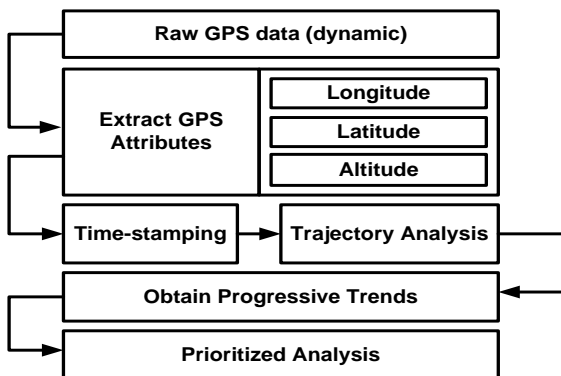 Raw GPS data (dynamic)
Extract GPS
Attributes
Longitude
Latitude
Altitude
Time-stamping
Trajectory Analysis
Obtain Progressive Trends
Prioritized Analysis